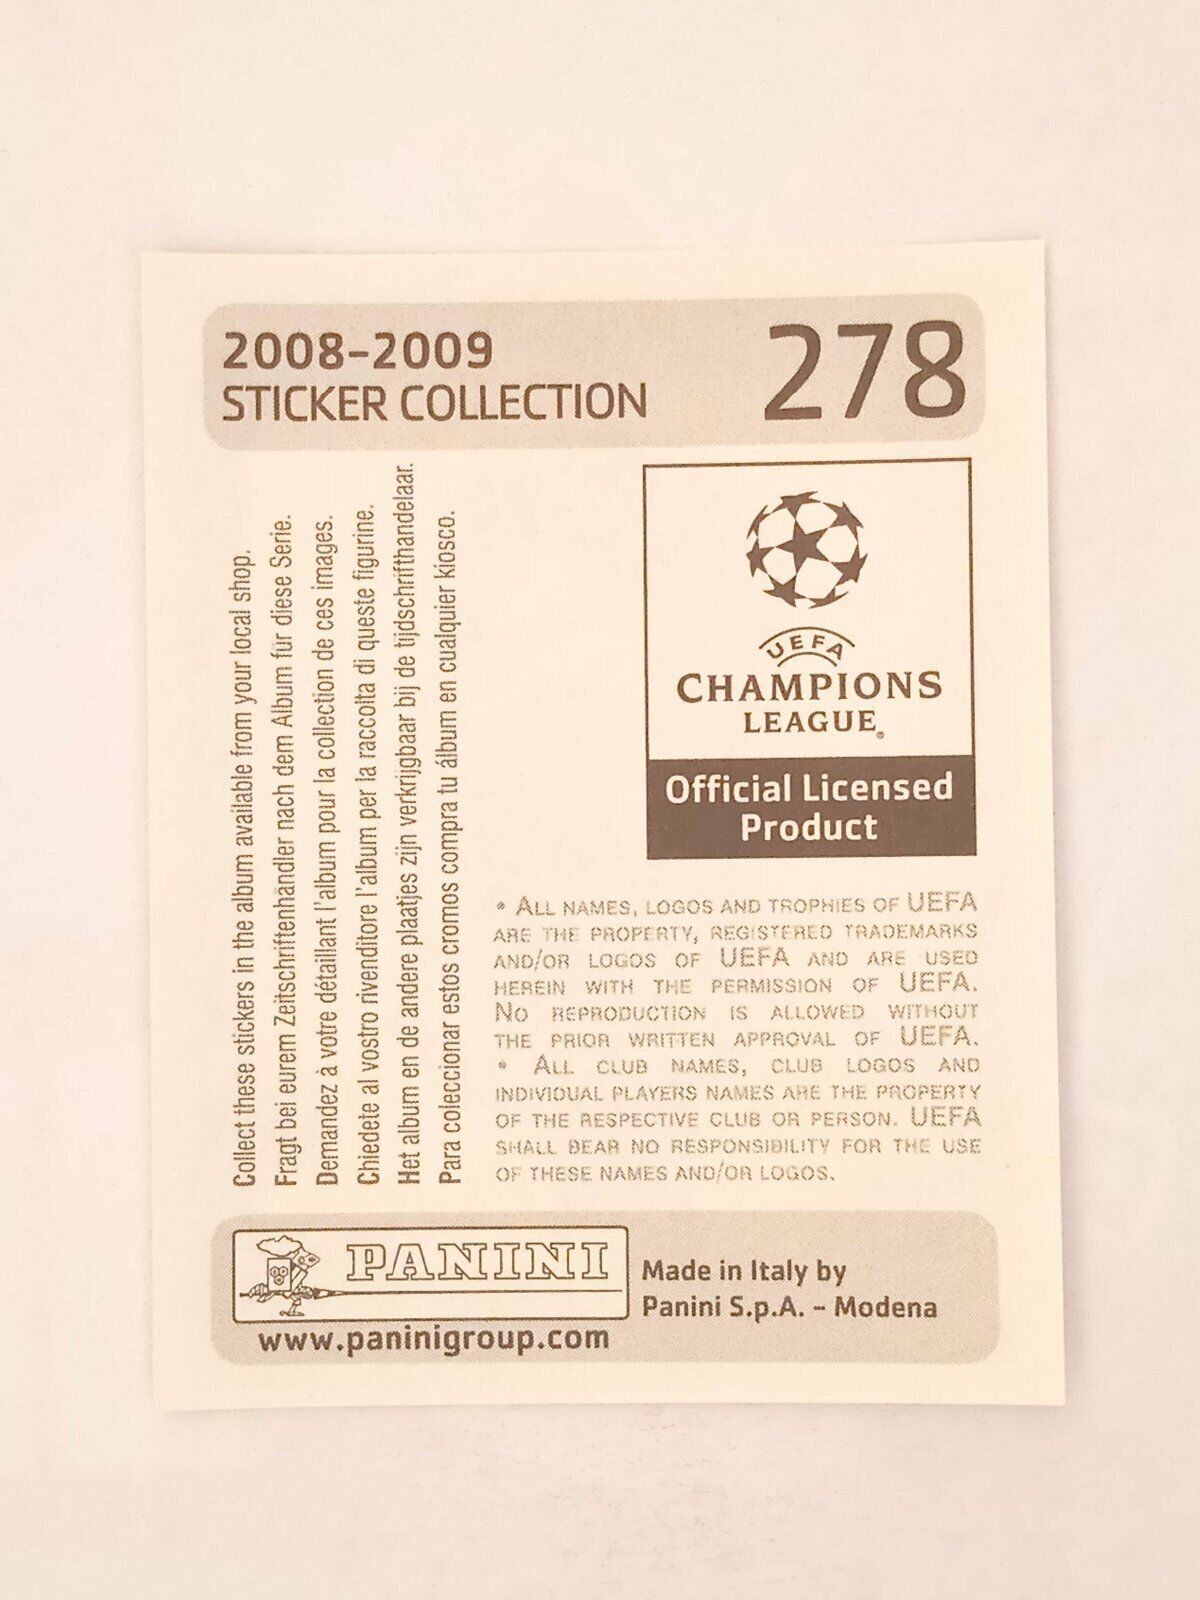 2008-2009
STICKER COLLECTION
278
Collect these stickers in the album available from your local shop.
Fragt bei eurem Zeitschriftenhändler nach dem Album für diese Serie.
Demandez à votre détaillant l'album pour la collection de ces images.
Chiedete al vostro rivenditore l'album per la raccolta di queste figurine.
Het album en de andere plaatjes zijn verkrijgbaar bij de tijdschrifthandelaar.
Para coleccionar estos cromos compra tu álbum en cualquier kiosco.
UEFA
CHAMPIONS
LEAGUE®
Official Licensed
Product
* ALL NAMES, LOGOS AND TROPHIES OF UEFA
ARE THE PROPERTY, REGISTERED TRADEMARKS
AND/OR LOGOS OF UEFA AND ARE USED
HEREIN WITH THE PERMISSION OF UEFA.
NO REPRODUCTION IS ALLOWED WITHOUT
THE PRIOR WRITTEN APPROVAL OF UEFA.
* ALL CLUB NAMES, CLUB LOGOS AND
INDIVIDUAL PLAYERS NAMES ARE THE PROPERTY
OF THE RESPECTIVE CLUB OR PERSON. UEFA
SHALL BEAR NO RESPONSIBILITY FOR THE USE
OF THESE NAMES AND/OR LOGOS.
PANINI
www.paninigroup.com
Made in Italy by
Panini S.p.A. - Modena